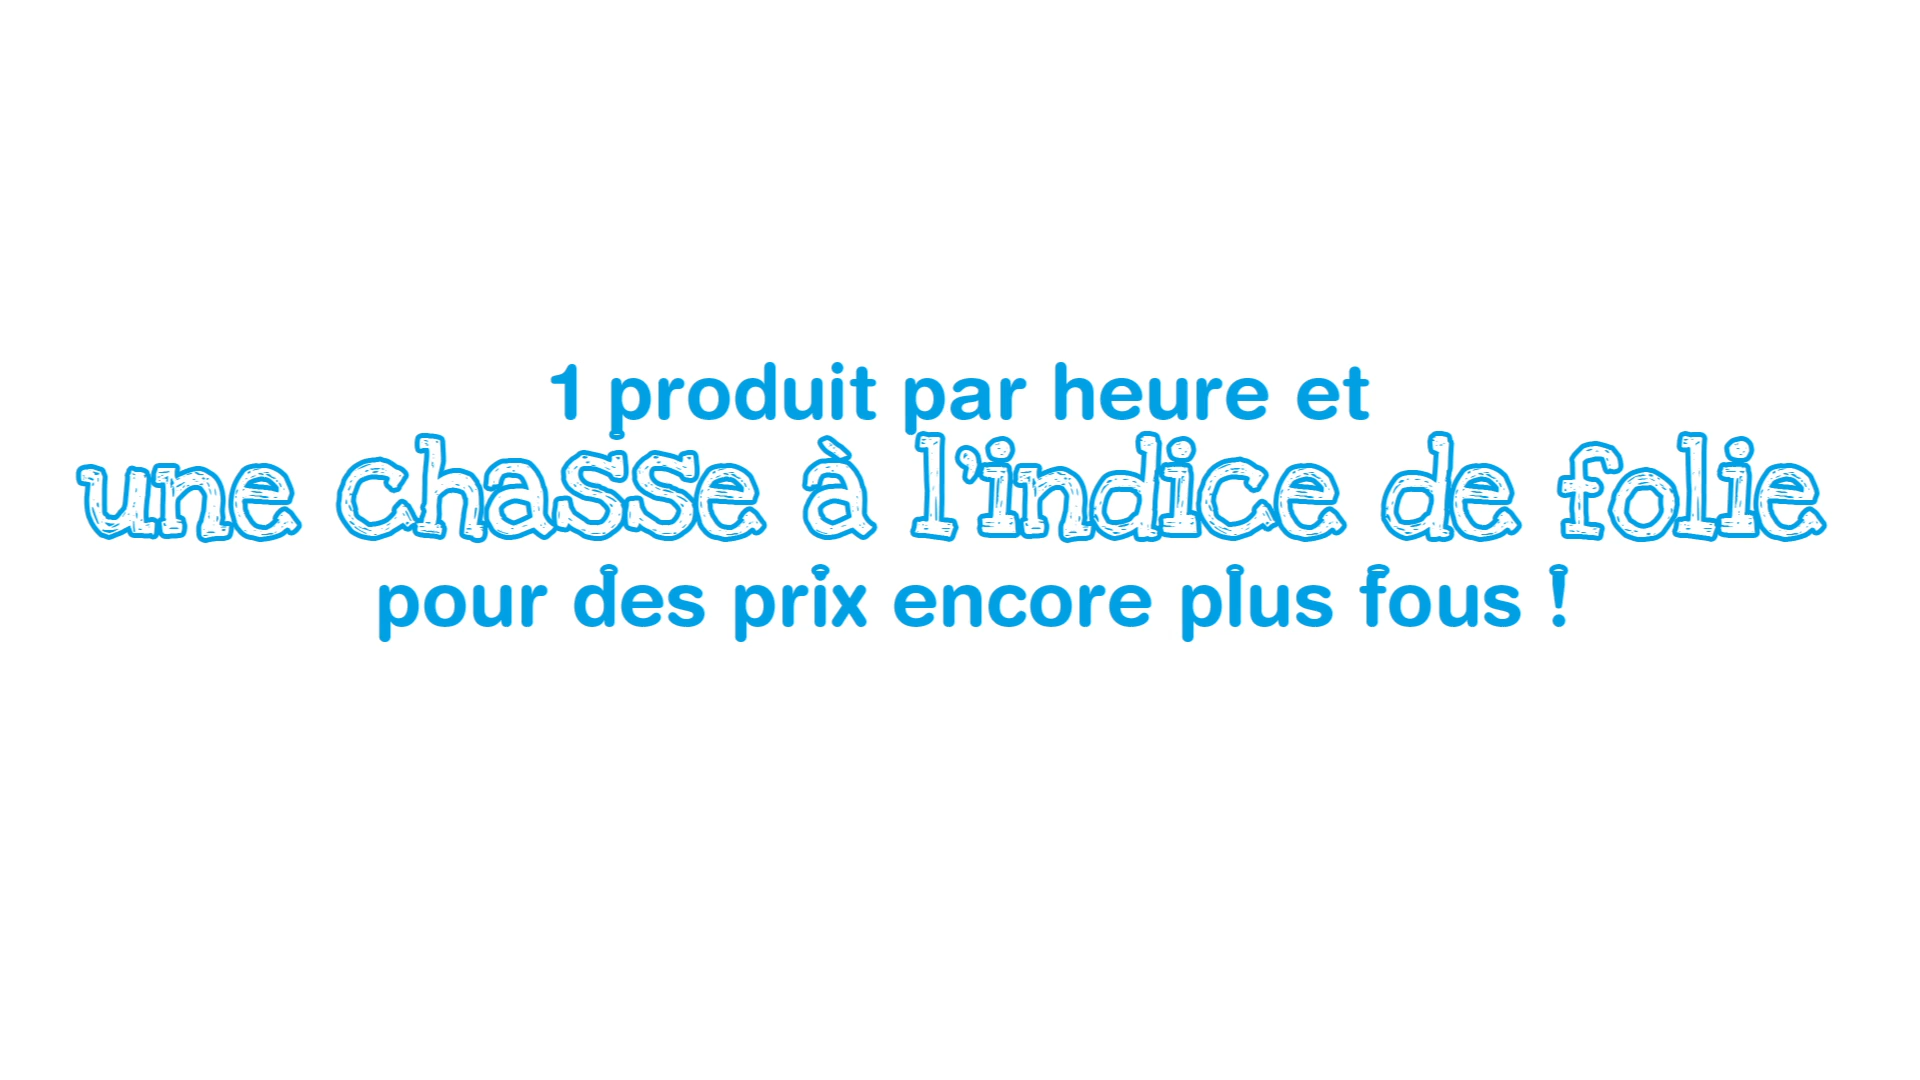 1 produit par heure et
une chasse à l'indice de folie
pour des prix encore plus fous !